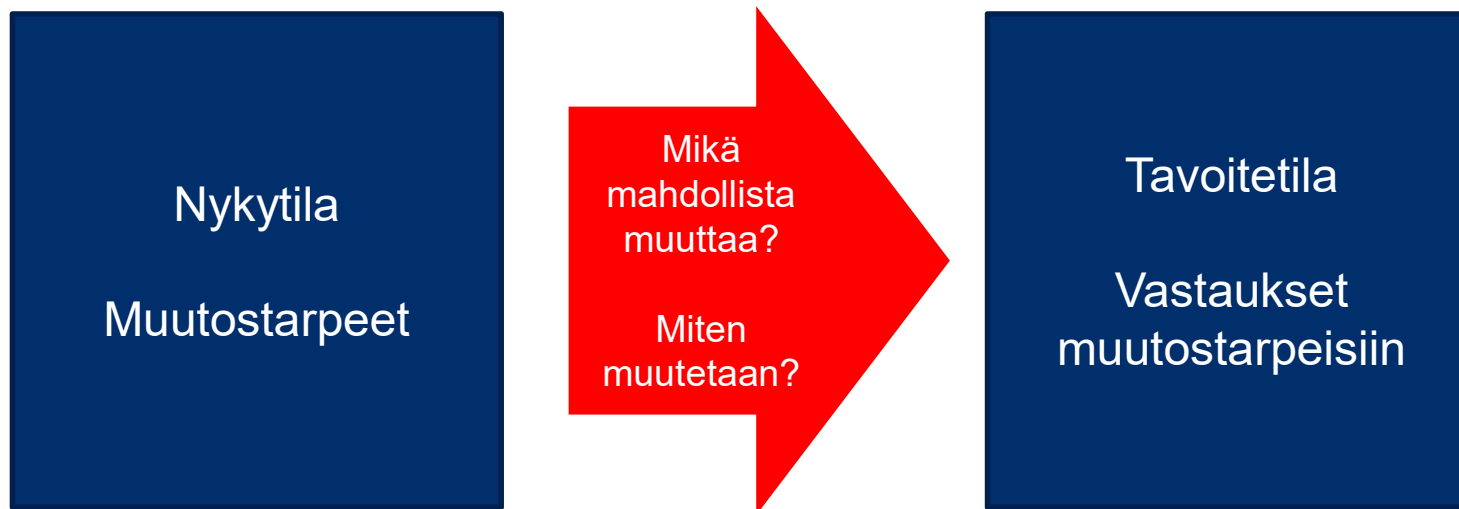 Nykytila
Muutostarpeet
Mikä
mahdollista
muuttaa?
Miten
muutetaan?
Tavoitetila
Vastaukset
muutostarpeisiin